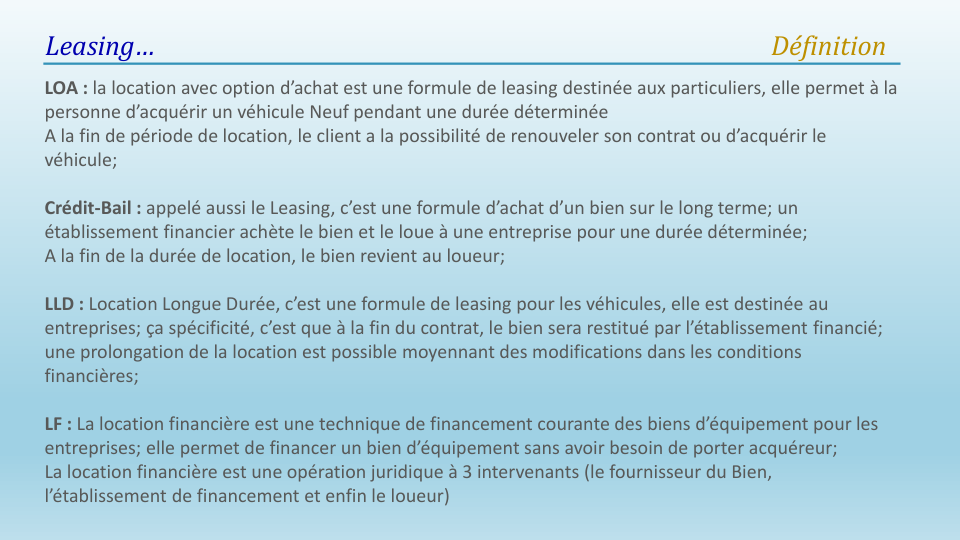 Leasing…
Définition
LOA : la location avec option d’achat est une formule de leasing destinée aux particuliers, elle permet à la
personne d’acquérir un véhicule Neuf pendant une durée déterminée
A la fin de période de location, le client a la possibilité de renouveler son contrat ou d’acquérir le
véhicule;
Crédit-Bail : appelé aussi le Leasing, c’est une formule d’achat d’un bien sur le long terme; un
établissement financier achète le bien et le loue à une entreprise pour une durée déterminée;
A la fin de la durée de location, le bien revient au loueur;
LLD : Location Longue Durée, c’est une formule de leasing pour les véhicules, elle est destinée au
entreprises; ça spécificité, c’est que à la fin du contrat, le bien sera restitué par l’établissement financié;
une prolongation de la location est possible moyennant des modifications dans les conditions
financières;
LF : La location financière est une technique de financement courante des biens d’équipement pour les
entreprises; elle permet de financer un bien d’équipement sans avoir besoin de porter acquéreur;
La location financière est une opération juridique à 3 intervenants (le fournisseur du Bien,
l’établissement de financement et enfin le loueur)